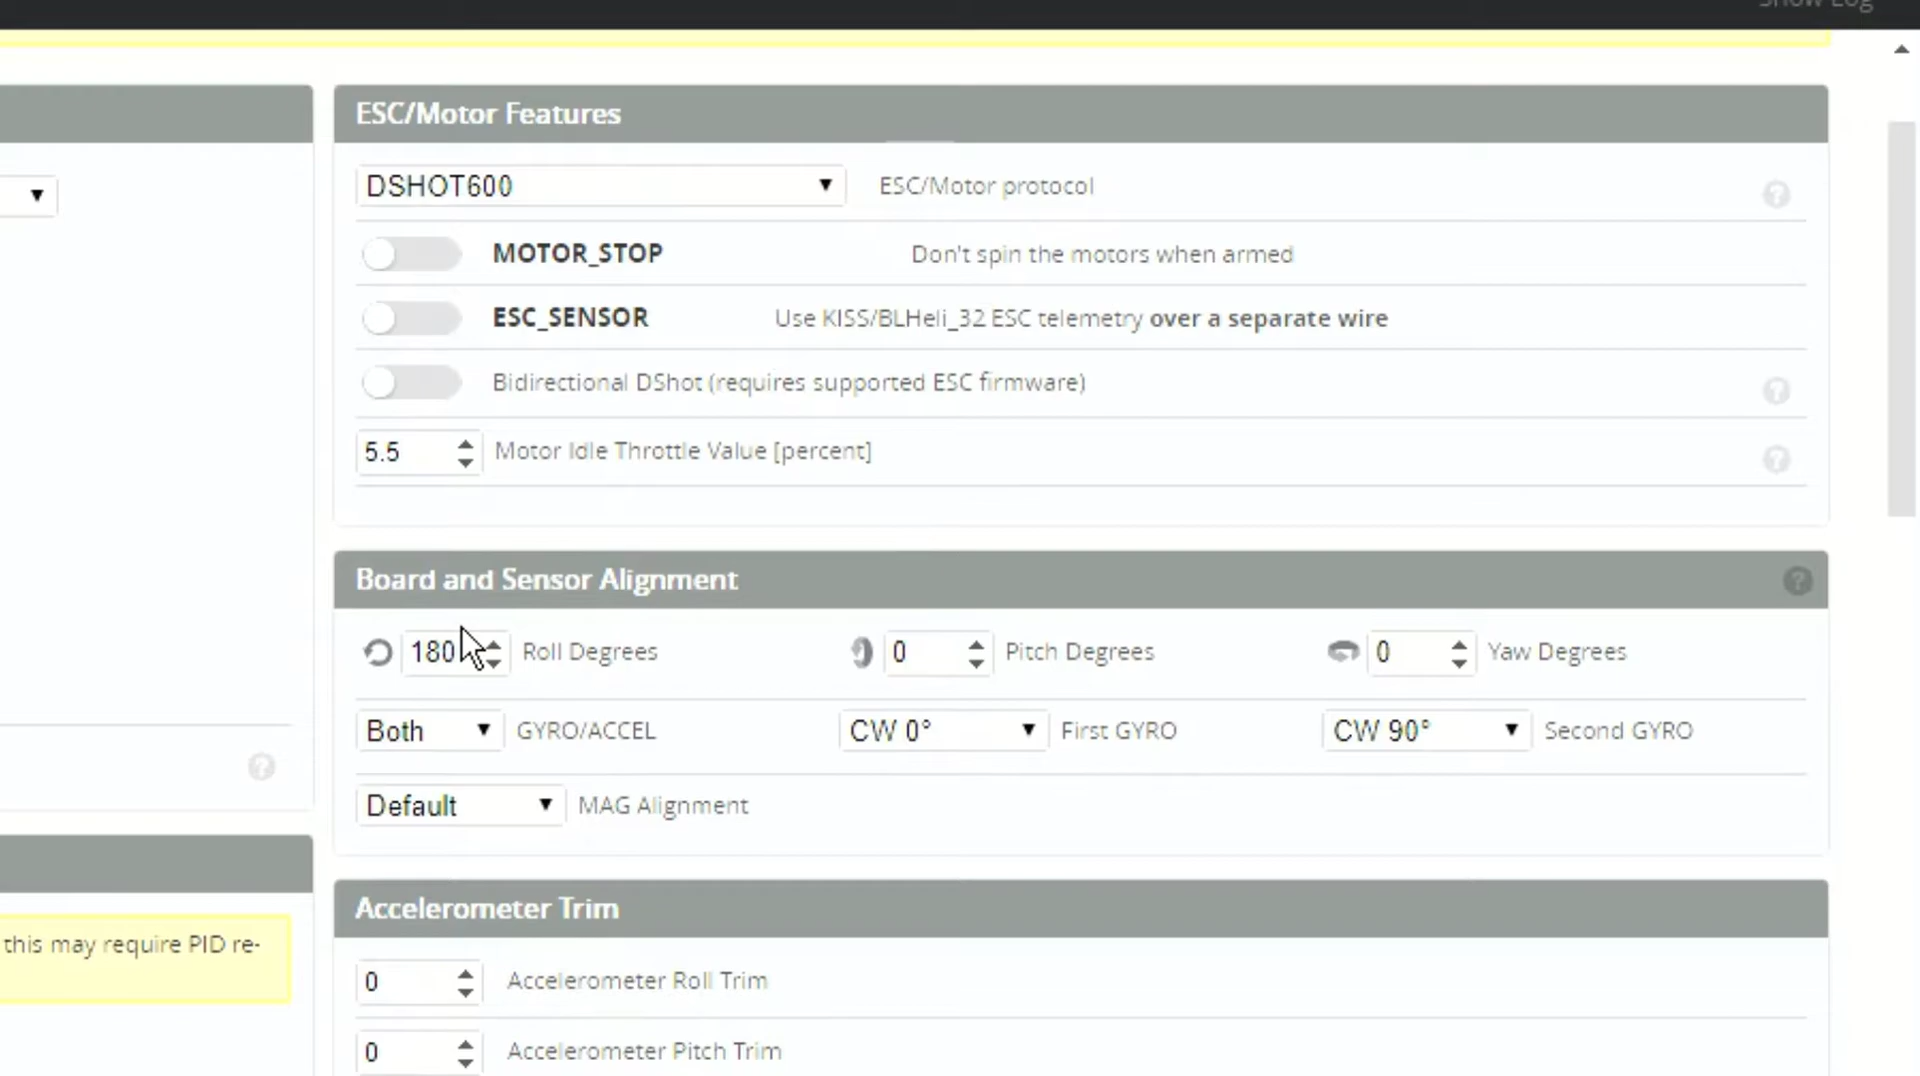 Show Log
ESC/Motor Features
DSHOT600 ESC/Motor protocol
MOTOR_STOP Don't spin the motors when armed
ESC_SENSOR Use KISS/BLHeli_32 ESC telemetry over a separate wire
Bidirectional DShot (requires supported ESC firmware)
5.5 Motor Idle Throttle Value [percent]
Board and Sensor Alignment
180 Roll Degrees 0 Pitch Degrees 0 Yaw Degrees
Both GYRO/ACCEL CW 0° First GYRO CW 90° Second GYRO
Default MAG Alignment
this may require PID re-
Accelerometer Trim
0 Accelerometer Roll Trim
0 Accelerometer Pitch Trim